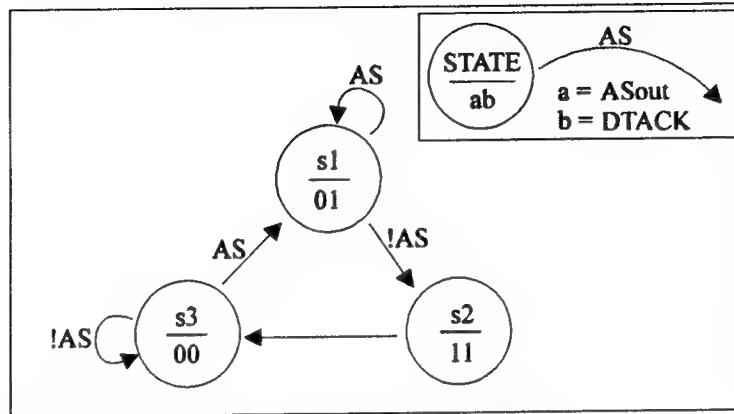 AS
STATE
ab
a = ASout
b = DTACK
AS
s1
01
AS
!AS
!AS
s3
00
s2
11